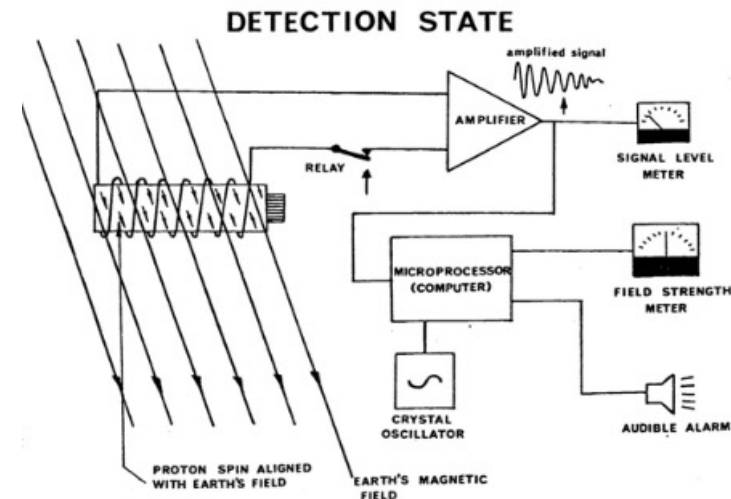 DETECTION STATE
amplified signal
AMPLIFIER
RELAY
SIGNAL LEVEL
METER
MICROPROCESSOR
(COMPUTER)
FIELD STRENGTH
METER
CRYSTAL
OSCILLATOR
AUDIBLE ALARM
PROTON SPIN ALIGNED
WITH EARTH'S FIELD
EARTH'S MAGNETIC
FIELD